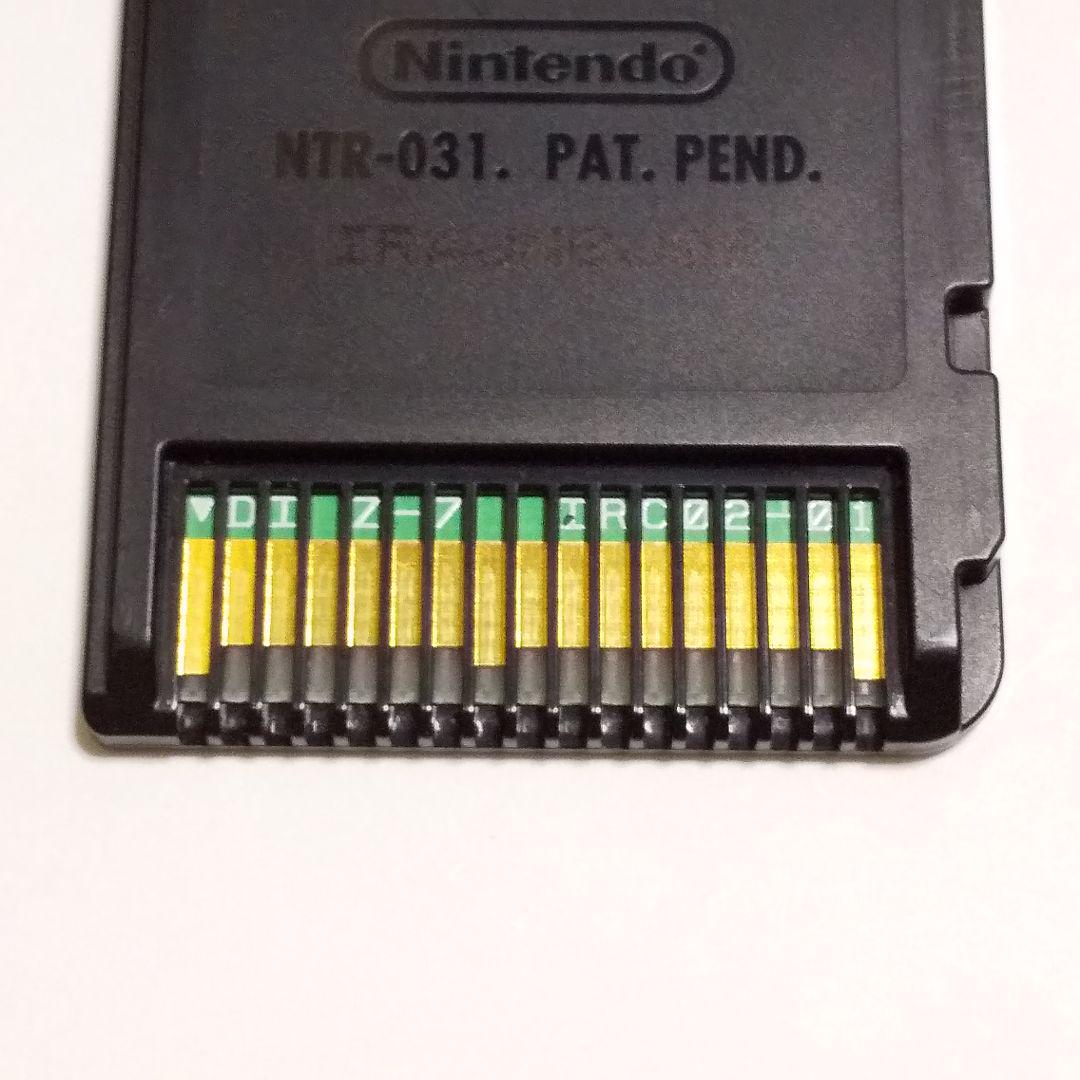 Nintendo®
NTR-031. PAT. PEND.
▼DI Z-7 IRC02-01